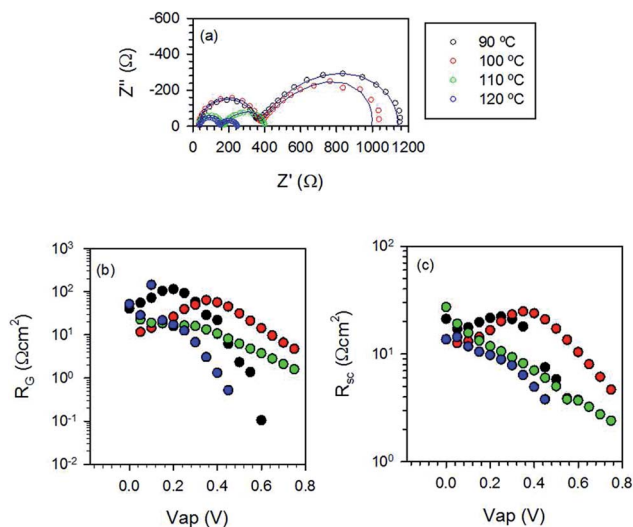 (a)
-600
-400
-200
0
Z'' (Ω)
0 200 400 600 800 1000 1200
Z' (Ω)
90 ºC
100 ºC
110 ºC
120 ºC
(b)
10³
10²
10¹
10⁰
10⁻¹
10⁻²
R_G (Ωcm²)
0.0 0.2 0.4 0.6 0.8
Vap (V)
(c)
10²
10¹
10⁰
R_sc (Ωcm²)
0.0 0.2 0.4 0.6 0.8
Vap (V)